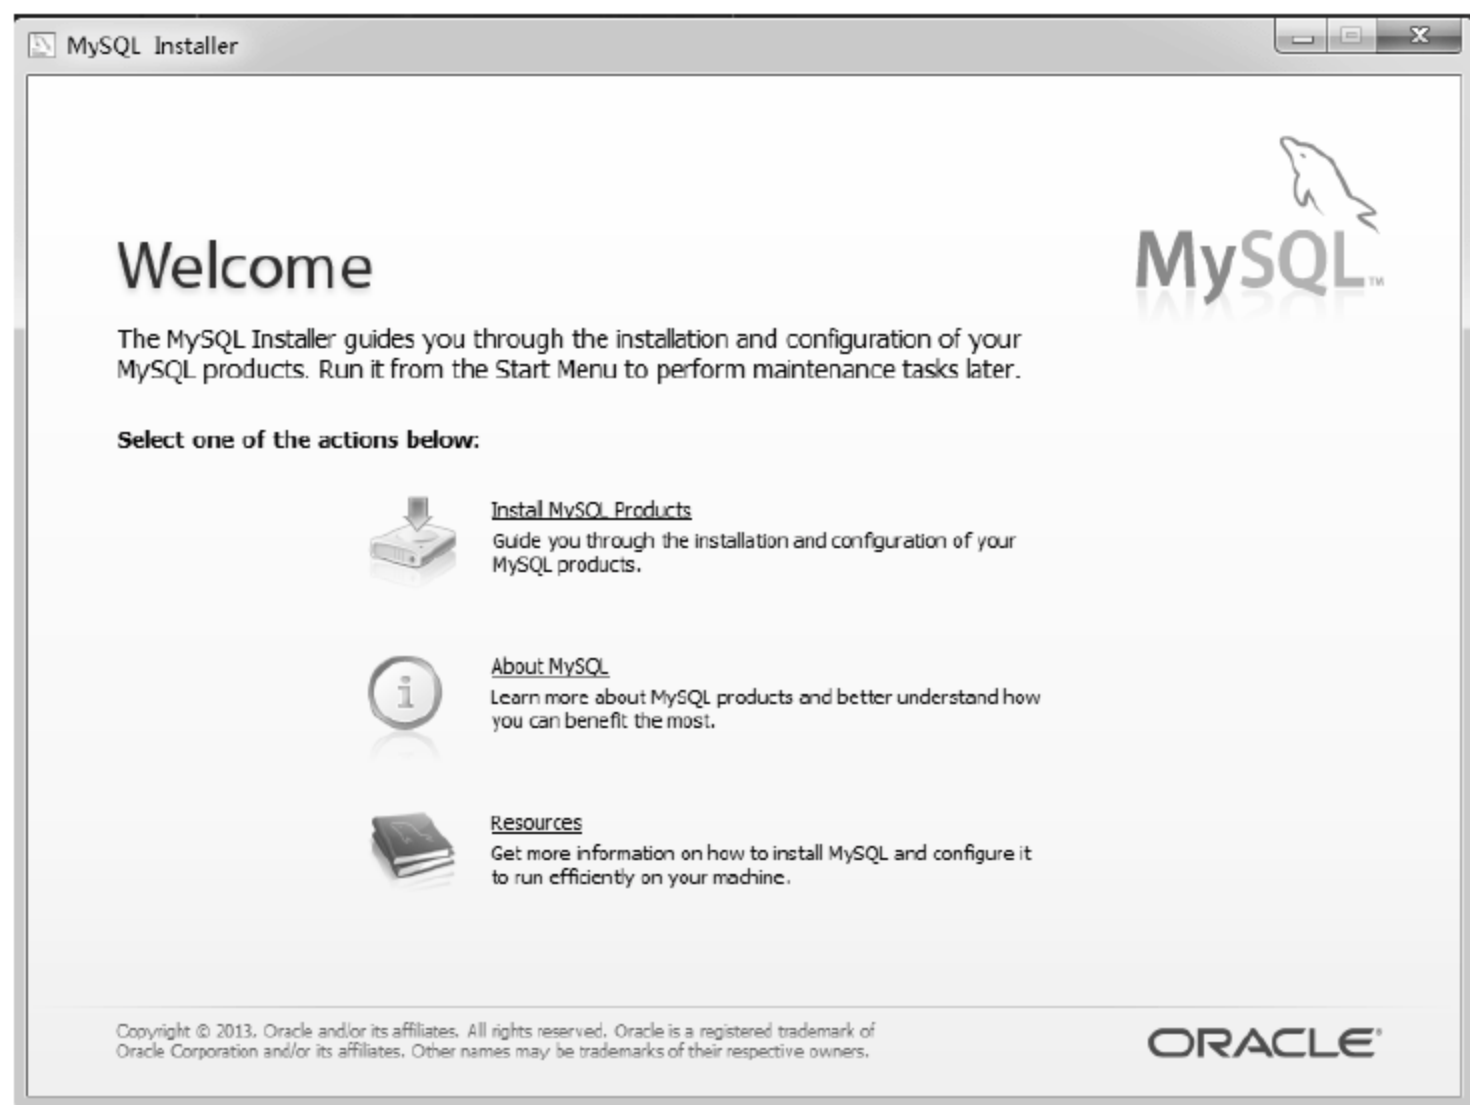 MySQL Installer
MySQL™
Welcome
The MySQL Installer guides you through the installation and configuration of your
MySQL products. Run it from the Start Menu to perform maintenance tasks later.
Select one of the actions below:
Install MySQL Products
Guide you through the installation and configuration of your
MySQL products.
About MySQL
Learn more about MySQL products and better understand how
you can benefit the most.
Resources
Get more information on how to install MySQL and configure it
to run efficiently on your machine.
Copyright © 2013, Oracle and/or its affiliates. All rights reserved. Oracle is a registered trademark of
Oracle Corporation and/or its affiliates. Other names may be trademarks of their respective owners.
ORACLE®